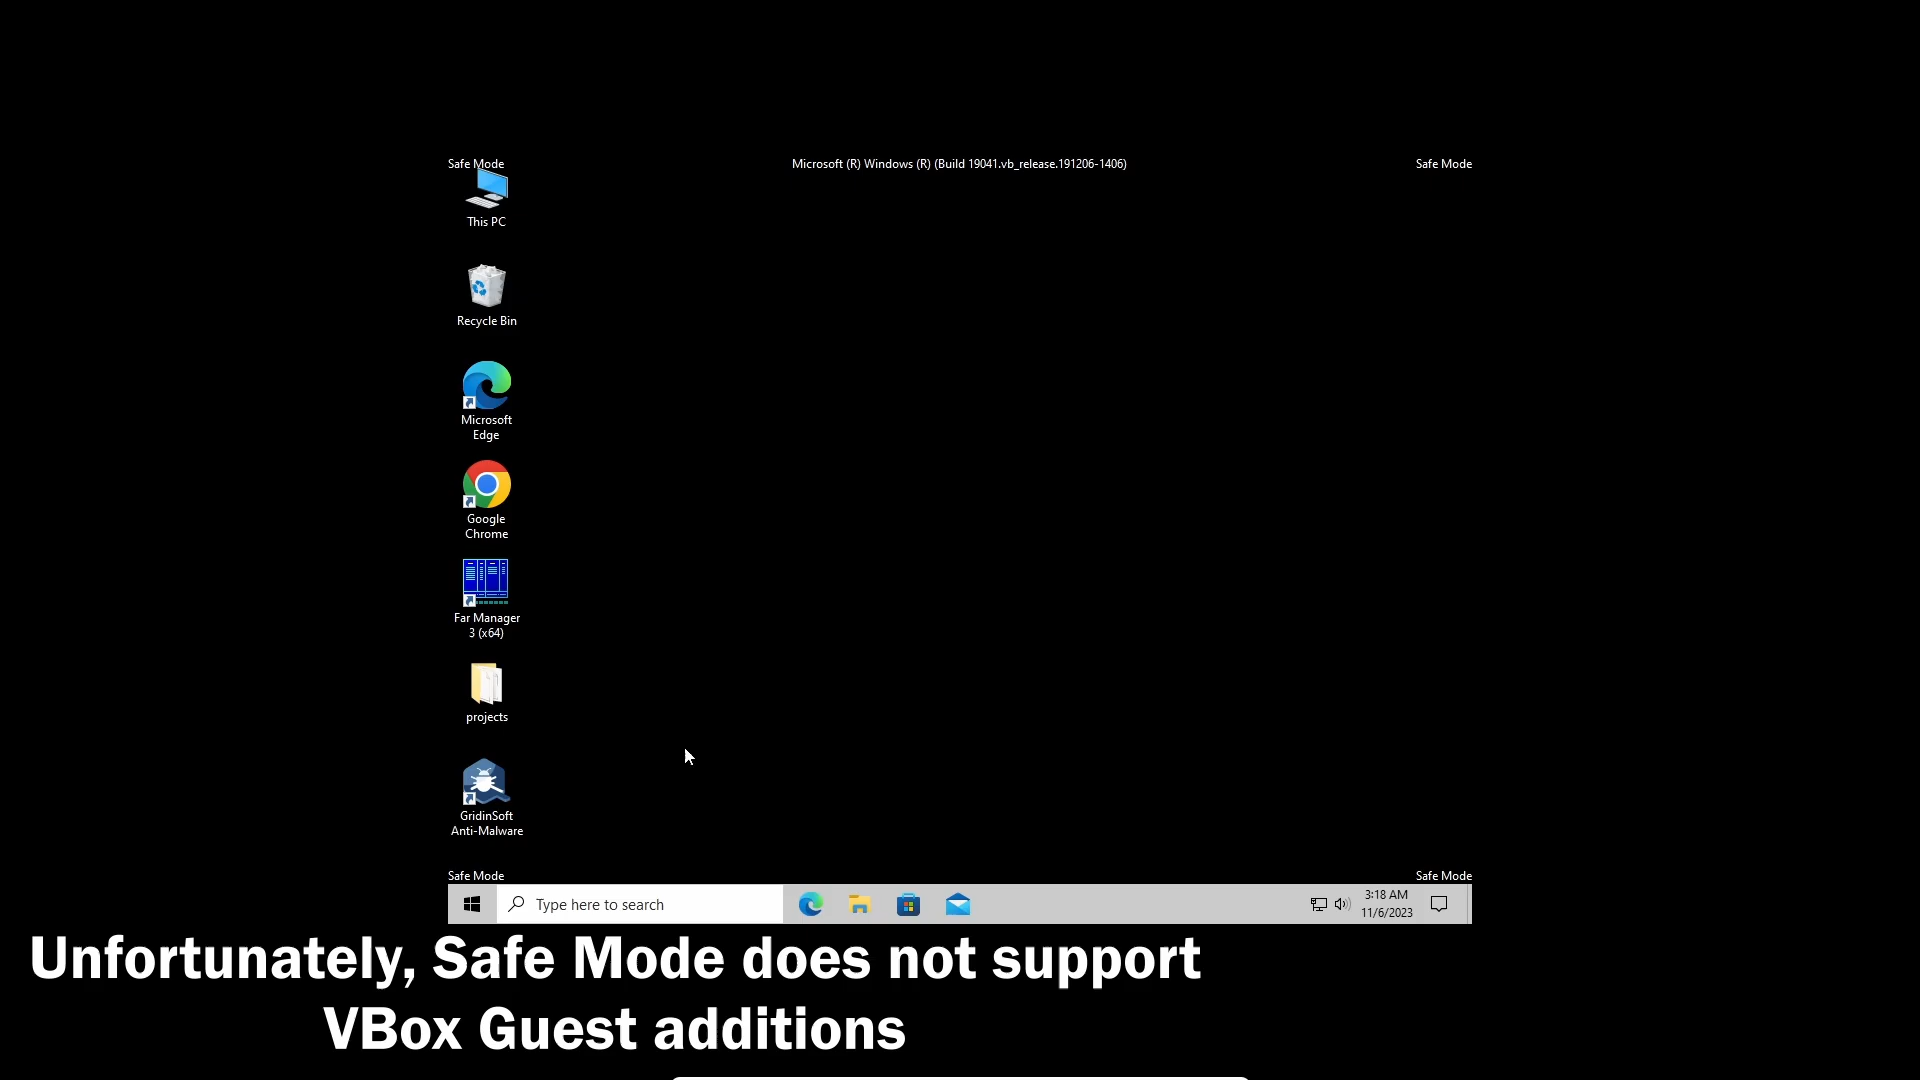 Safe Mode
Microsoft (R) Windows (R) (Build 19041.vb_release.191206-1406)
Safe Mode
This PC
Recycle Bin
Microsoft
Edge
Google
Chrome
Far Manager
3 (x64)
projects
GridinSoft
Anti-Malware
Safe Mode
Safe Mode
Type here to search
3:18 AM
11/6/2023
Unfortunately, Safe Mode does not support
VBox Guest additions